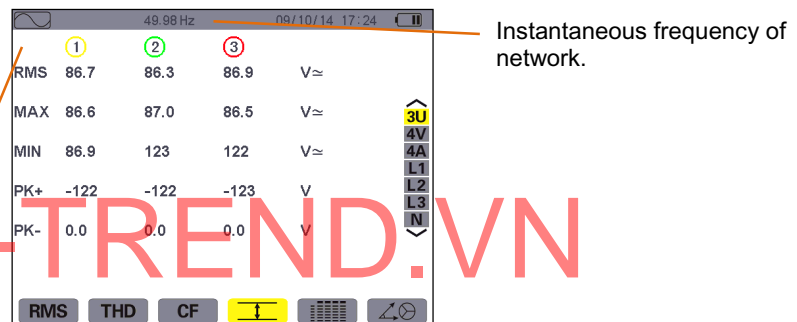 49.98 Hz 09/10/14 17:24
Instantaneous frequency of
network.
1 2 3
RMS 86.7 86.3 86.9 V≃
MAX 86.6 87.0 86.5 V≃
MIN 86.9 123 122 V≃
PK+ -122 -122 -123 V
PK- 0.0 0.0 0.0 V
3U
4V
4A
L1
L2
L3
N
-TREND.VN
RMS THD CF